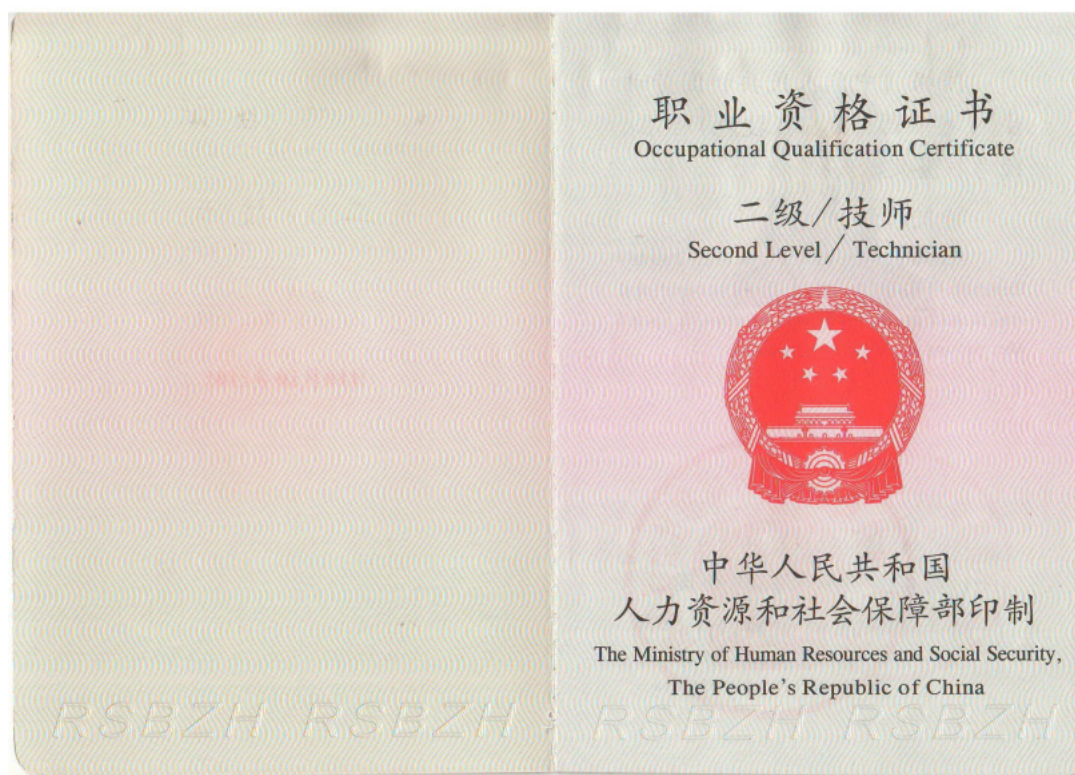 职业资格证书
Occupational Qualification Certificate
二级/技师
Second Level/Technician
中华人民共和国
人力资源和社会保障部印制
The Ministry of Human Resources and Social Security,
The People's Republic of China
RSBZH RSBZH RSBZH RSBZH